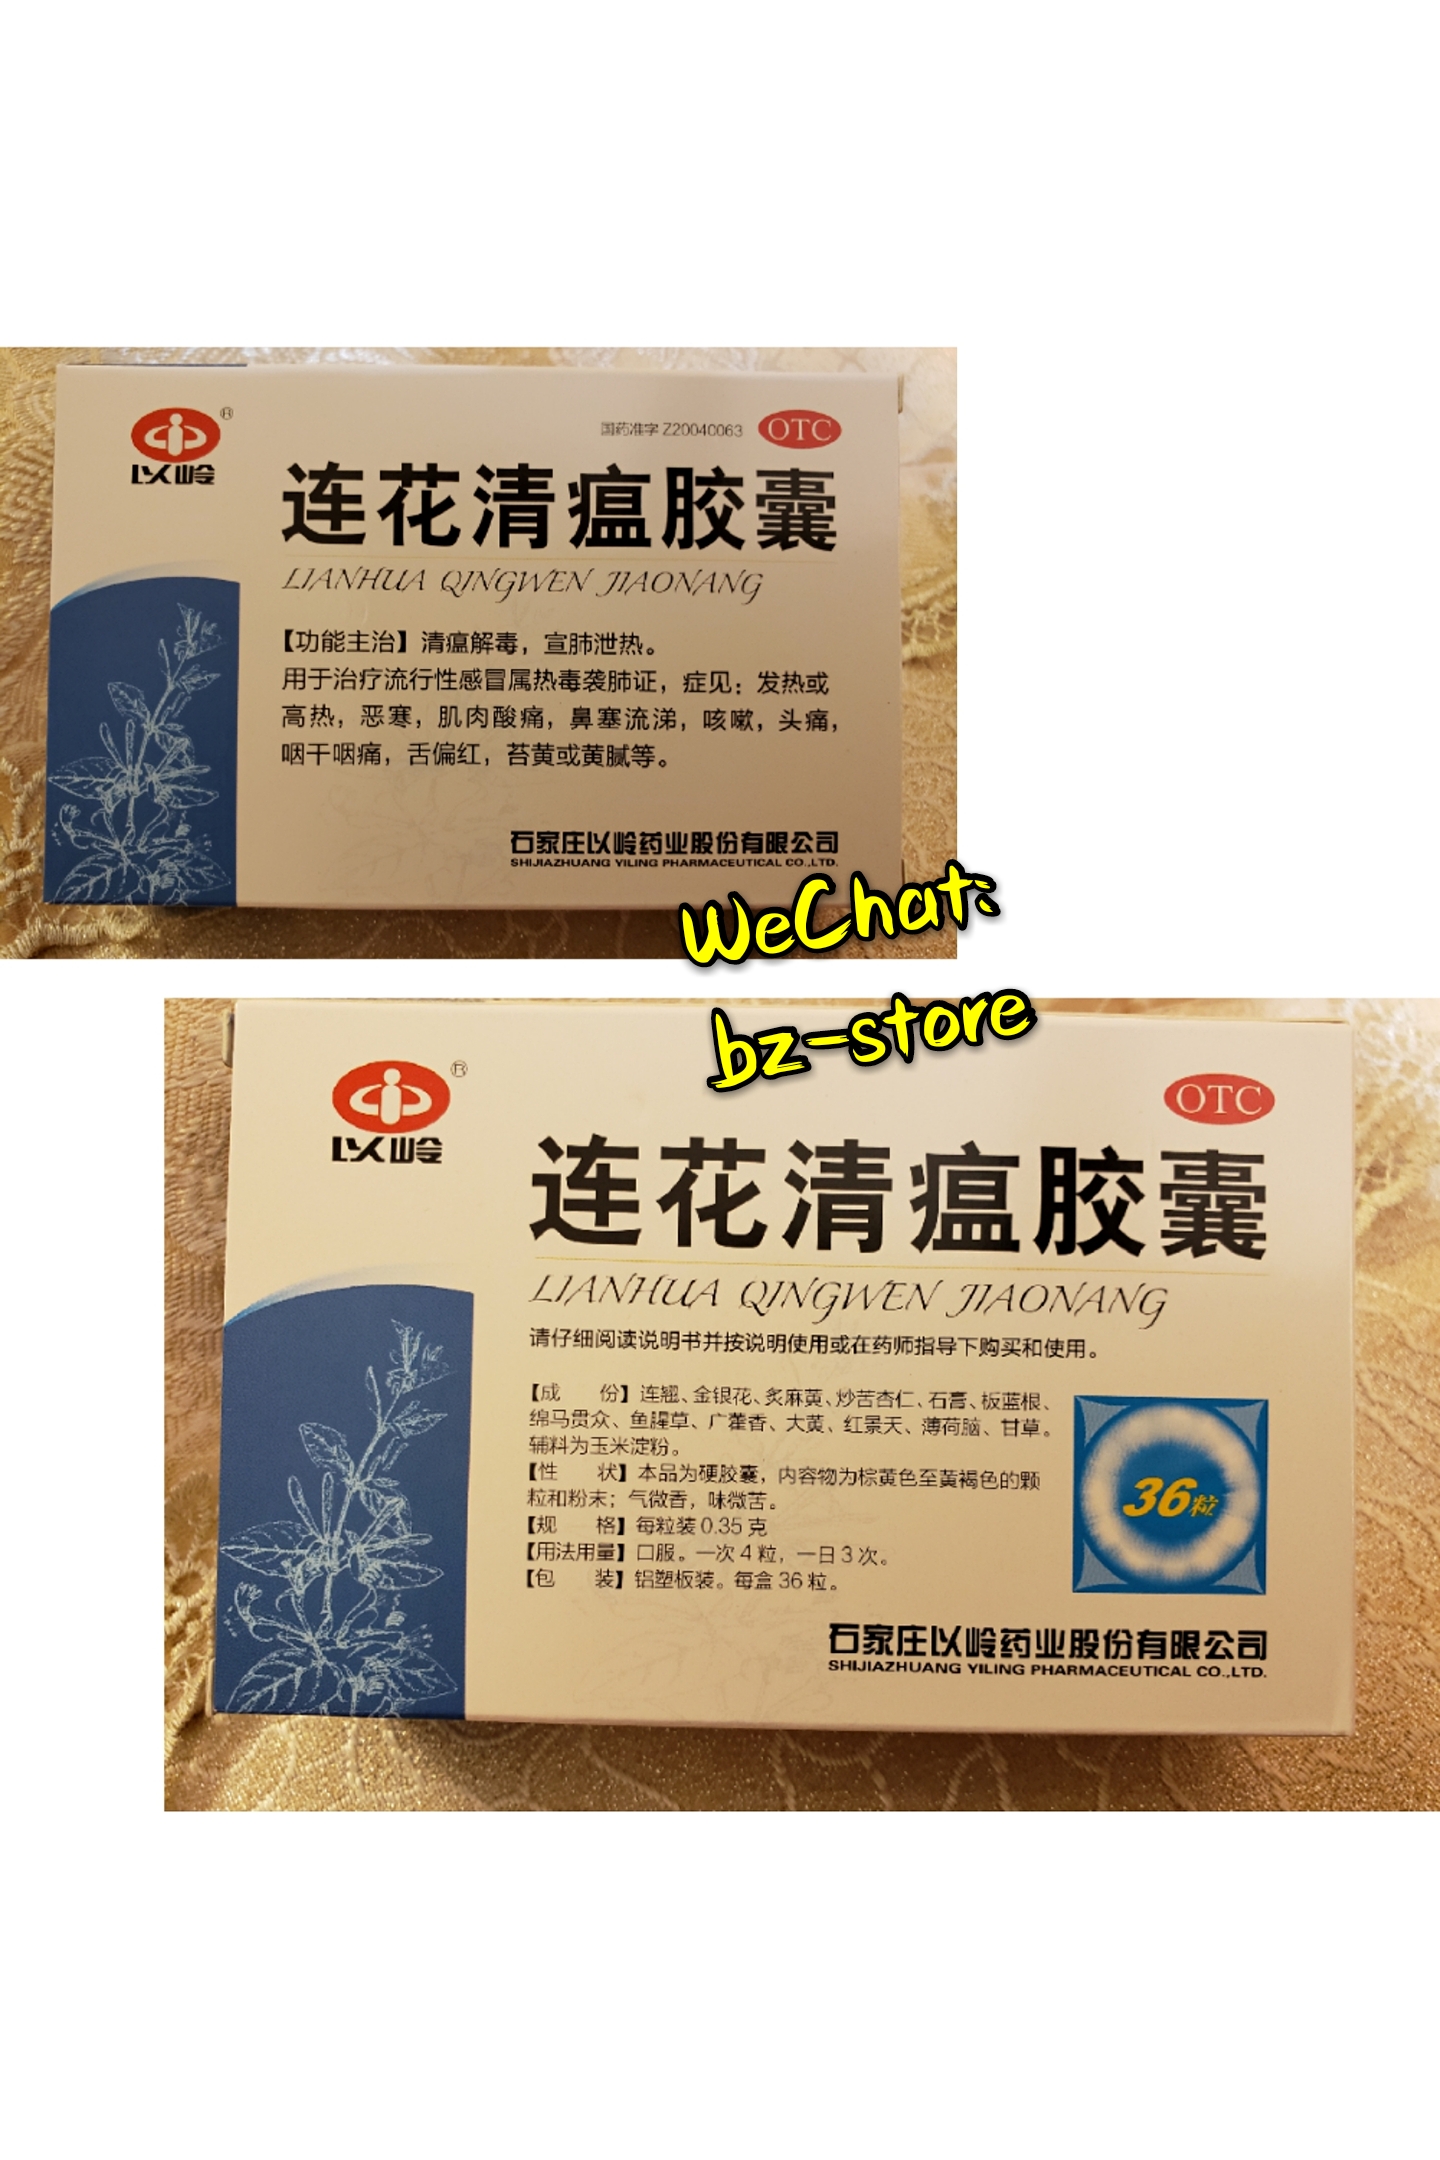 以岭
®
国药准字 Z20040063
OTC
连花清瘟胶囊
LIANHUA QINGWEN JIAONANG
【功能主治】清瘟解毒，宣肺泄热。
用于治疗流行性感冒属热毒袭肺证，症见：发热或
高热，恶寒，肌肉酸痛，鼻塞流涕，咳嗽，头痛，
咽干咽痛，舌偏红，苔黄或黄腻等。
石家庄以岭药业股份有限公司
SHIJIAZHUANG YILING PHARMACEUTICAL CO.,LTD.
WeChat:
bz-store
以岭
®
OTC
连花清瘟胶囊
LIANHUA QINGWEN JIAONANG
请仔细阅读说明书并按说明使用或在药师指导下购买和使用。
【成　　份】连翘、金银花、炙麻黄、炒苦杏仁、石膏、板蓝根、
绵马贯众、鱼腥草、广藿香、大黄、红景天、薄荷脑、甘草。
辅料为玉米淀粉。
【性　　状】本品为硬胶囊，内容物为棕黄色至黄褐色的颗
粒和粉末；气微香，味微苦。
【规　　格】每粒装 0.35 克
【用法用量】口服。一次 4 粒，一日 3 次。
【包　　装】铝塑板装。每盒 36 粒。
36粒
石家庄以岭药业股份有限公司
SHIJIAZHUANG YILING PHARMACEUTICAL CO.,LTD.